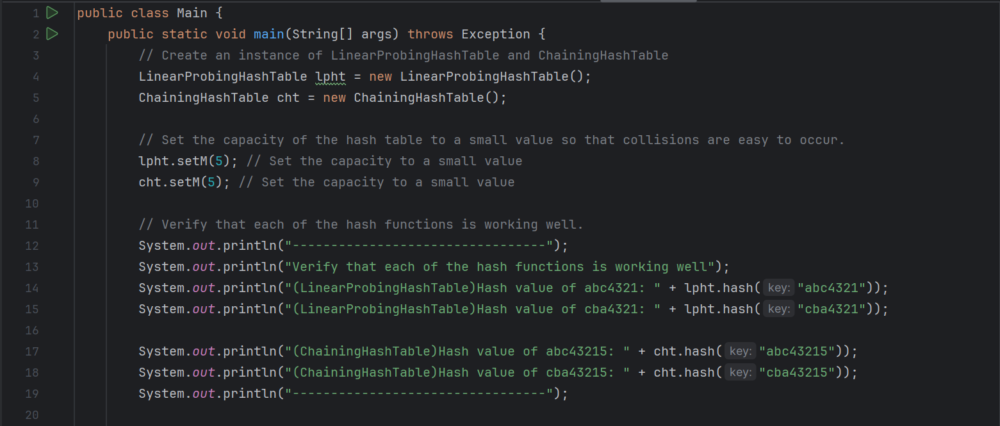 1 public class Main {
2 public static void main(String[] args) throws Exception {
3 // Create an instance of LinearProbingHashTable and ChainingHashTable
4 LinearProbingHashTable lpht = new LinearProbingHashTable();
5 ChainingHashTable cht = new ChainingHashTable();
6
7 // Set the capacity of the hash table to a small value so that collisions are easy to occur.
8 lpht.setM(5); // Set the capacity to a small value
9 cht.setM(5); // Set the capacity to a small value
10
11 // Verify that each of the hash functions is working well.
12 System.out.println("---------------------------------");
13 System.out.println("Verify that each of the hash functions is working well");
14 System.out.println("(LinearProbingHashTable)Hash value of abc4321: " + lpht.hash( key: "abc4321"));
15 System.out.println("(LinearProbingHashTable)Hash value of cba4321: " + lpht.hash( key: "cba4321"));
16
17 System.out.println("(ChainingHashTable)Hash value of abc43215: " + cht.hash( key: "abc43215"));
18 System.out.println("(ChainingHashTable)Hash value of cba43215: " + cht.hash( key: "cba43215"));
19 System.out.println("---------------------------------");
20